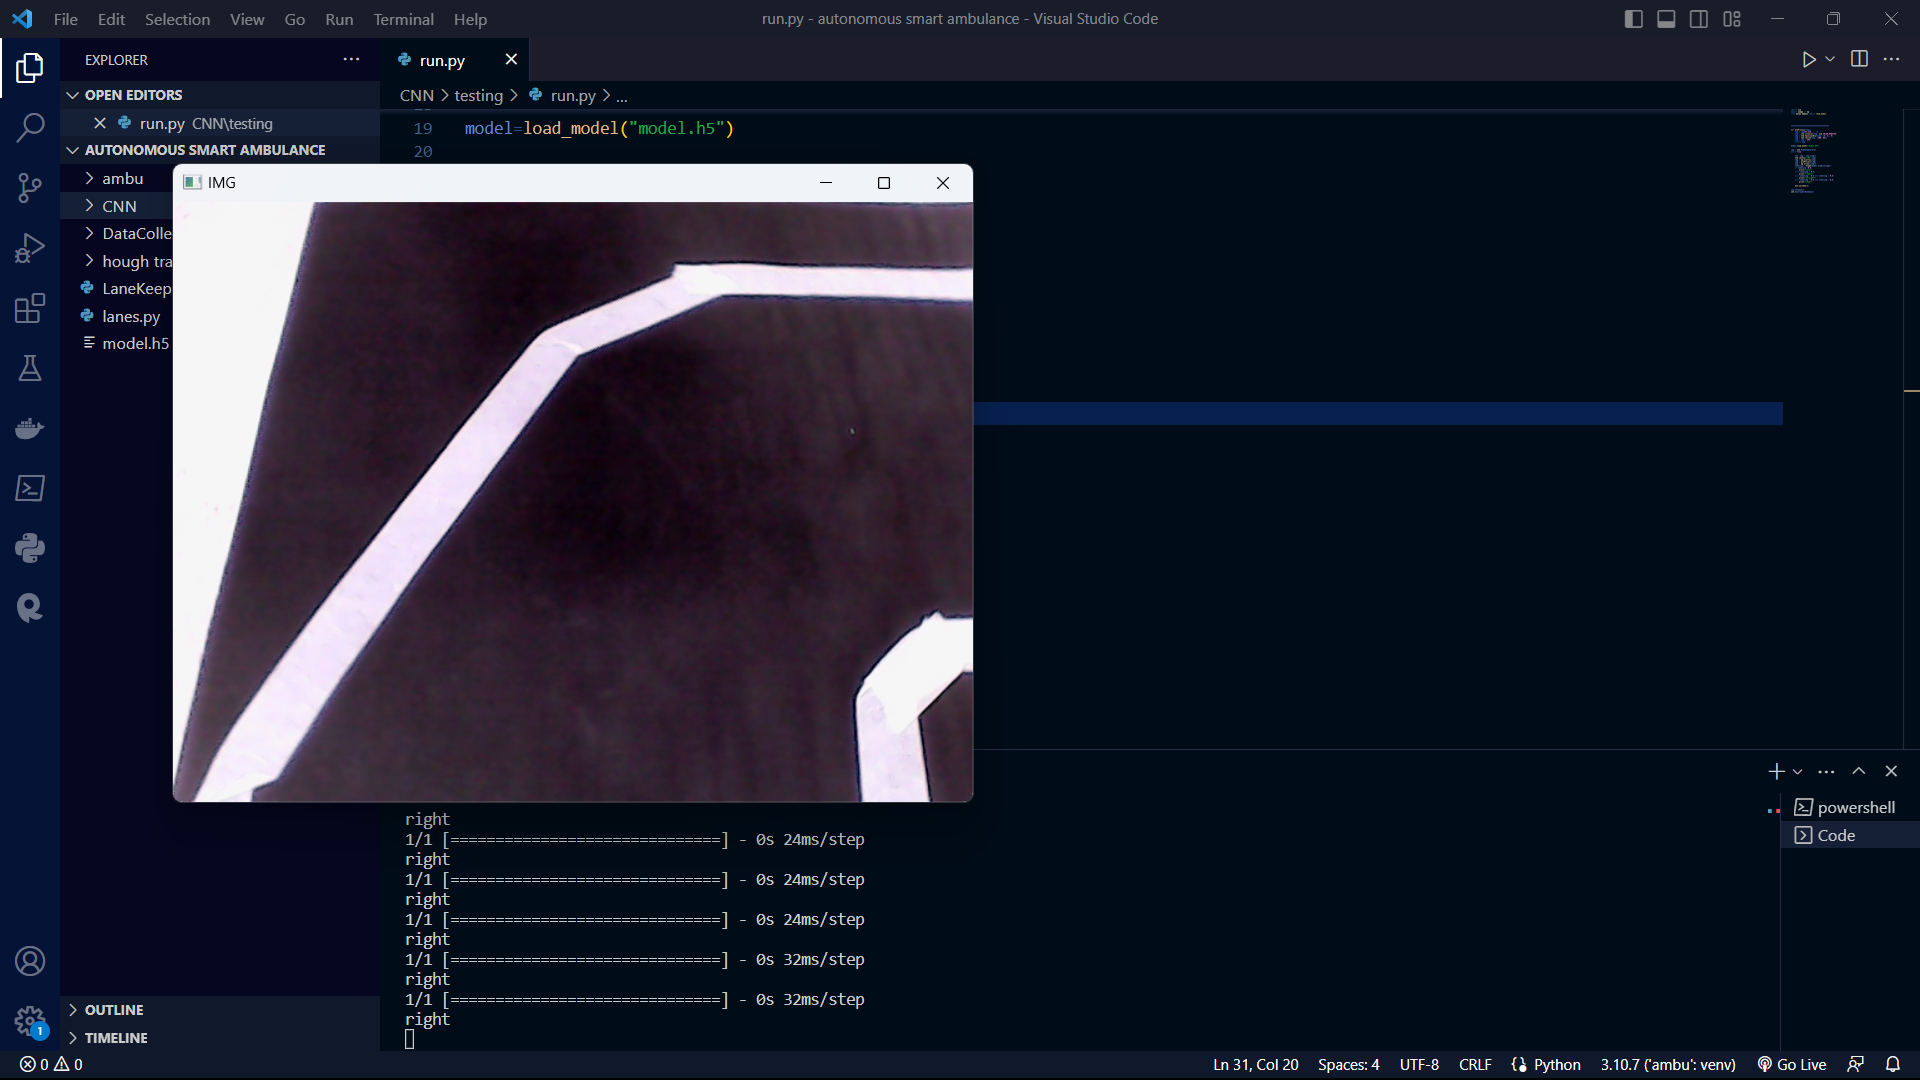 File Edit Selection View Go Run Terminal Help
run.py - autonomous smart ambulance - Visual Studio Code
EXPLORER
run.py
OPEN EDITORS
run.py CNN\testing
AUTONOMOUS SMART AMBULANCE
ambu
CNN
DataColle
hough tra
LaneKeep
lanes.py
model.h5
CNN > testing > run.py > ...
19 model=load_model("model.h5")
20
IMG
right
1/1 [==============================] - 0s 24ms/step
right
1/1 [==============================] - 0s 24ms/step
right
1/1 [==============================] - 0s 24ms/step
right
1/1 [==============================] - 0s 32ms/step
right
1/1 [==============================] - 0s 32ms/step
right
powershell
Code
OUTLINE
TIMELINE
1
0 0
Ln 31, Col 20 Spaces: 4 UTF-8 CRLF Python 3.10.7 ('ambu': venv) Go Live